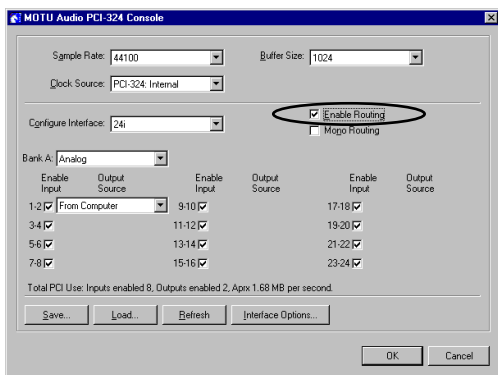 MOTU Audio PCI-324 Console
Sample Rate: 44100 Buffer Size: 1024
Clock Source: PCI-324: Internal
Configure Interface: 24i Enable Routing
Mono Routing
Bank A: Analog
Enable Input Output Source Enable Input Output Source Enable Input Output Source
1-2 From Computer 9-10 17-18
3-4 11-12 19-20
5-6 13-14 21-22
7-8 15-16 23-24
Total PCI Use: Inputs enabled 8, Outputs enabled 2, Aprx 1.68 MB per second.
Save... Load... Refresh Interface Options...
OK Cancel